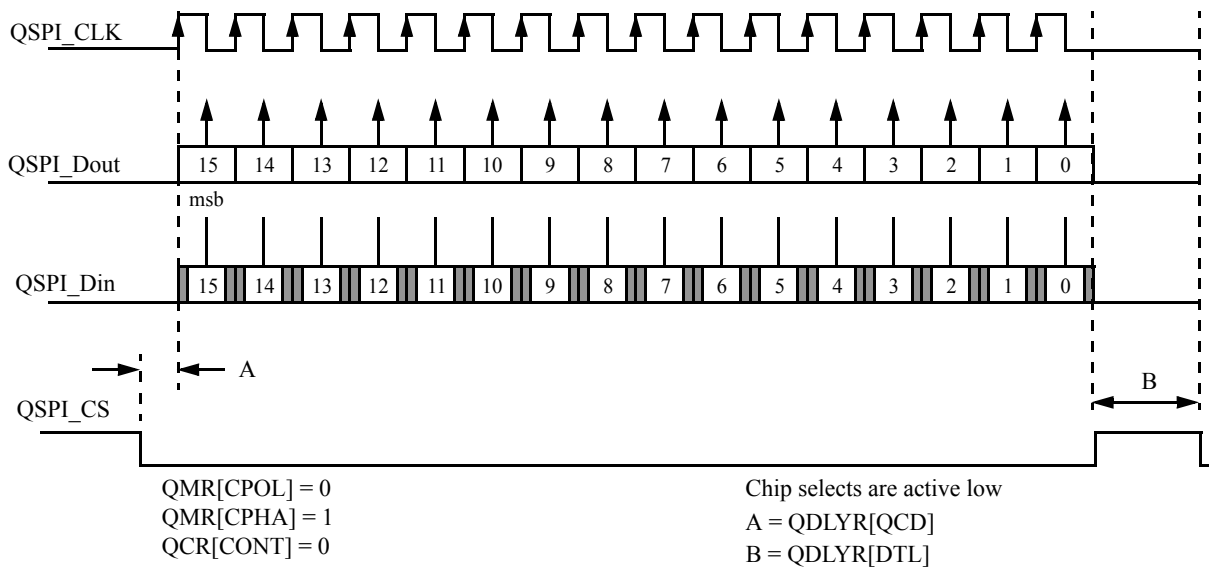 QSPI_CLK
QSPI_Dout
15 14 13 12 11 10 9 8 7 6 5 4 3 2 1 0
msb
QSPI_Din
15 14 13 12 11 10 9 8 7 6 5 4 3 2 1 0
A
B
QSPI_CS
QMR[CPOL] = 0
QMR[CPHA] = 1
QCR[CONT] = 0
Chip selects are active low
A = QDLYR[QCD]
B = QDLYR[DTL]